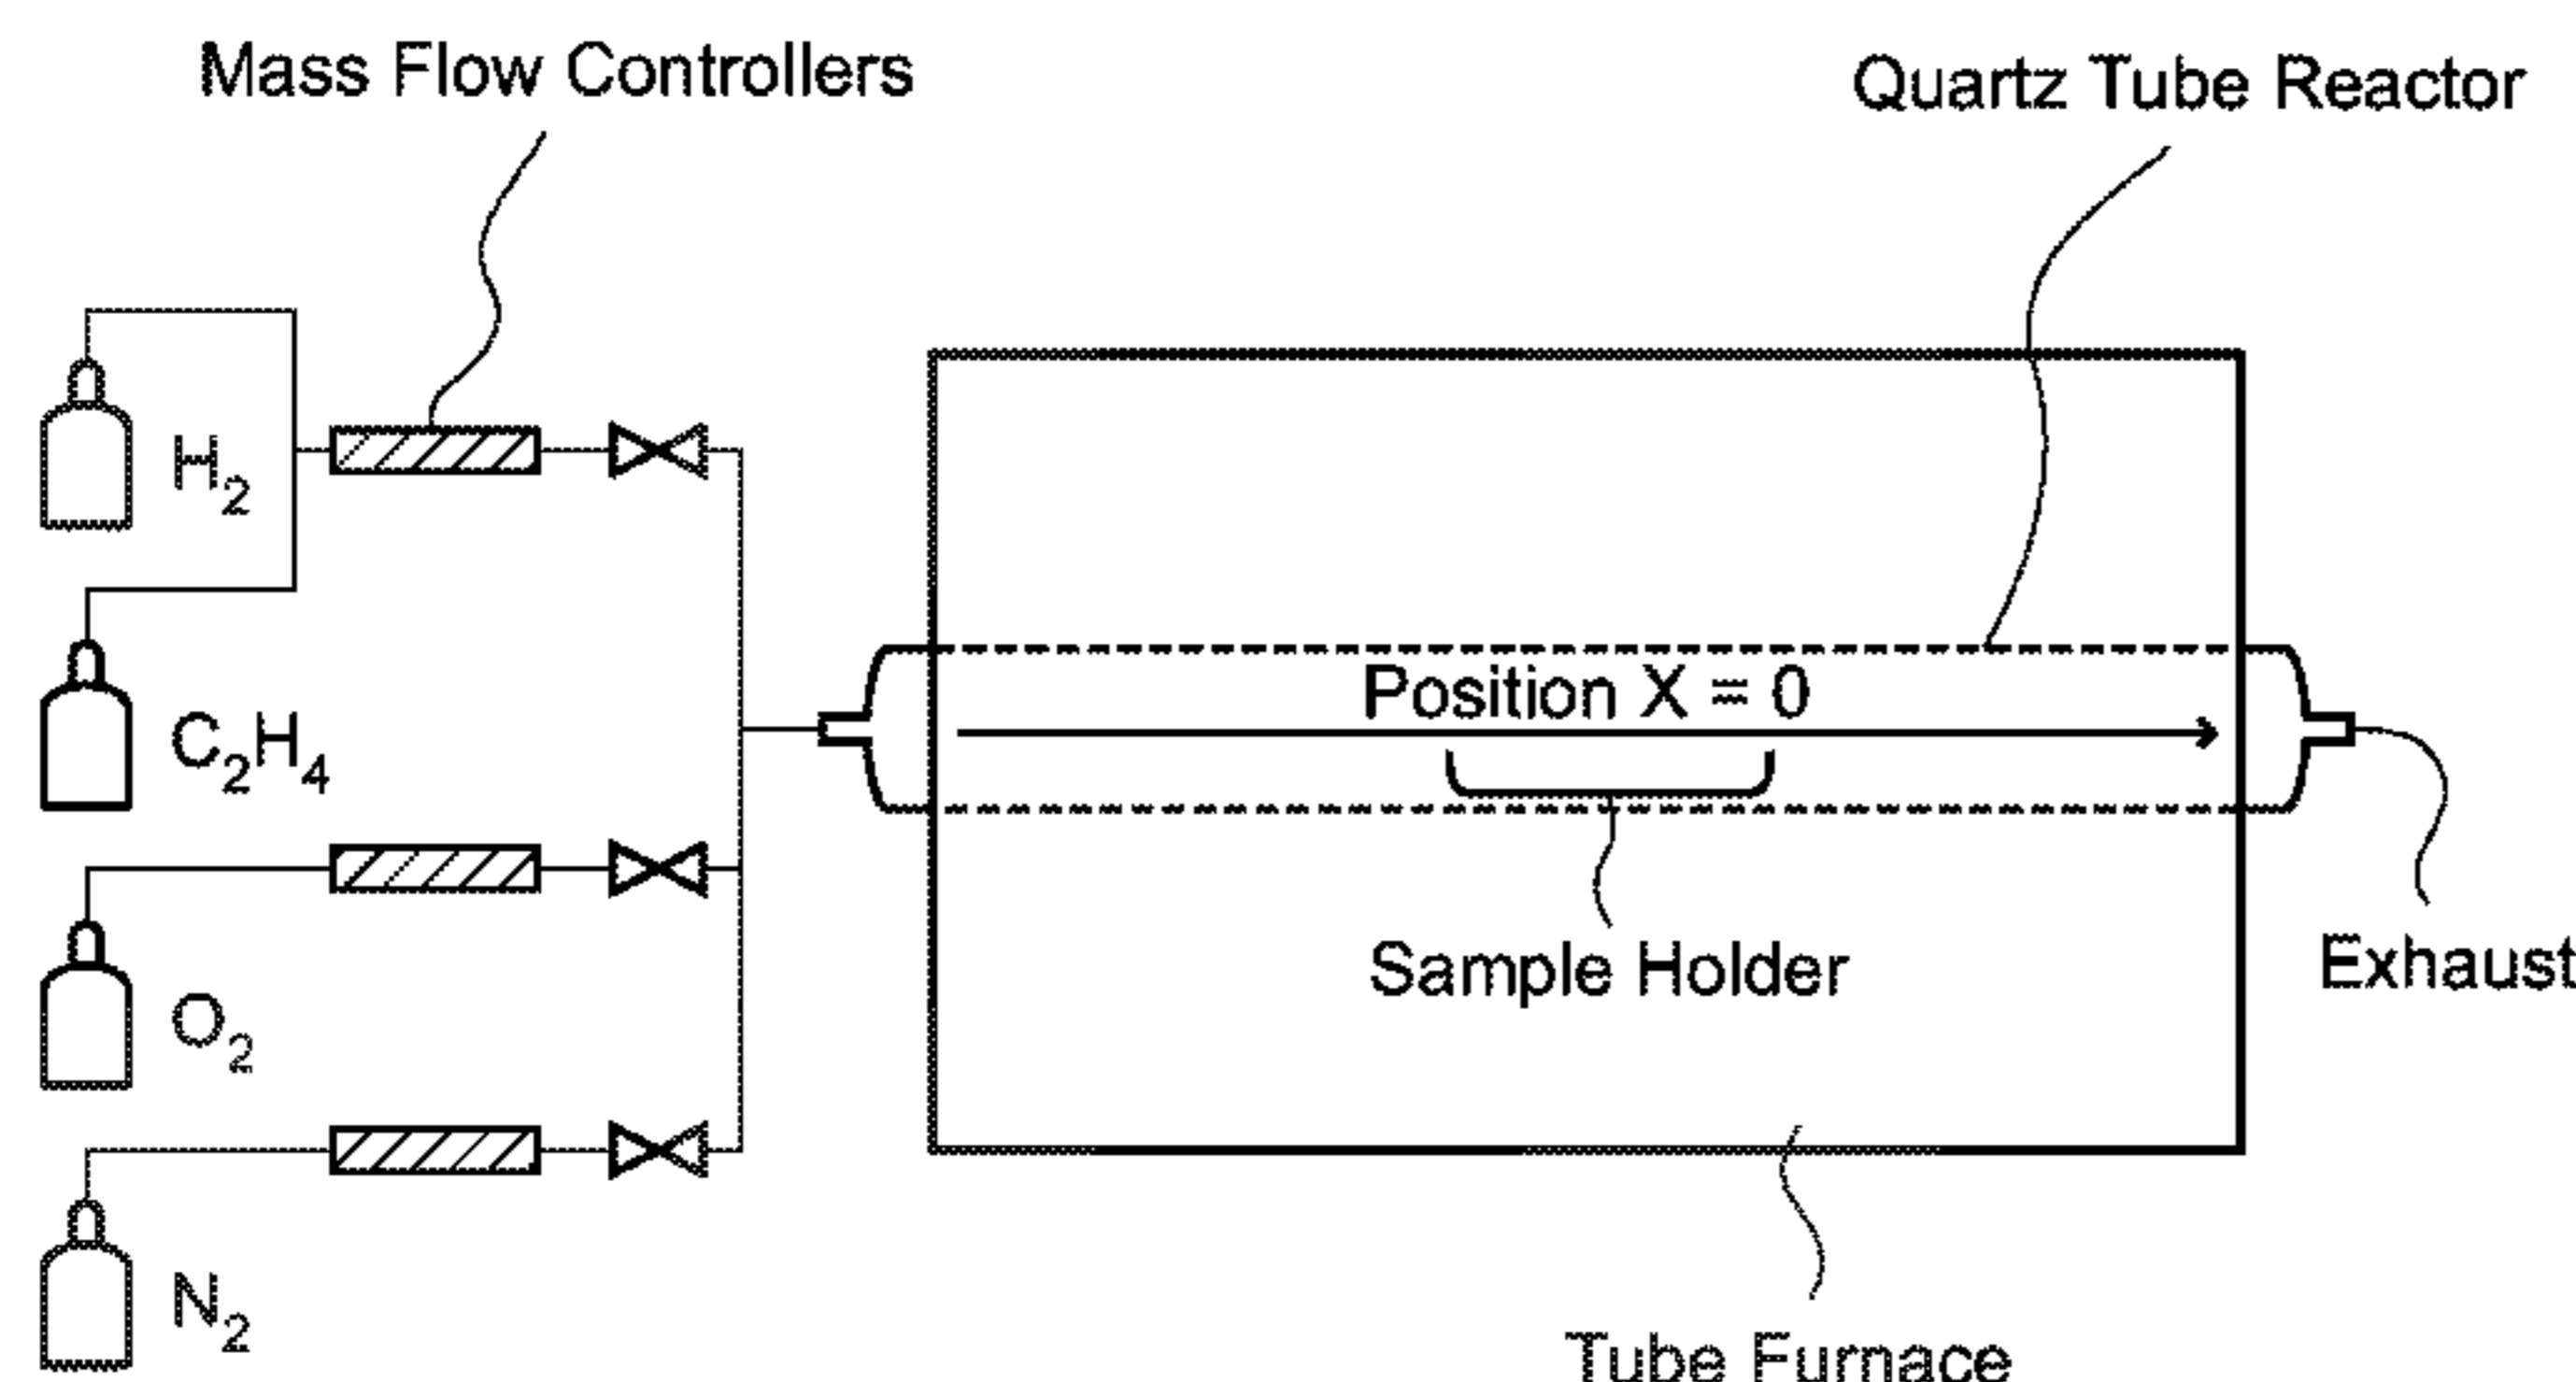 Mass Flow Controllers
Quartz Tube Reactor
H₂
C₂H₄
O₂
N₂
Position X = 0
Sample Holder
Exhaust
Tube Furnace